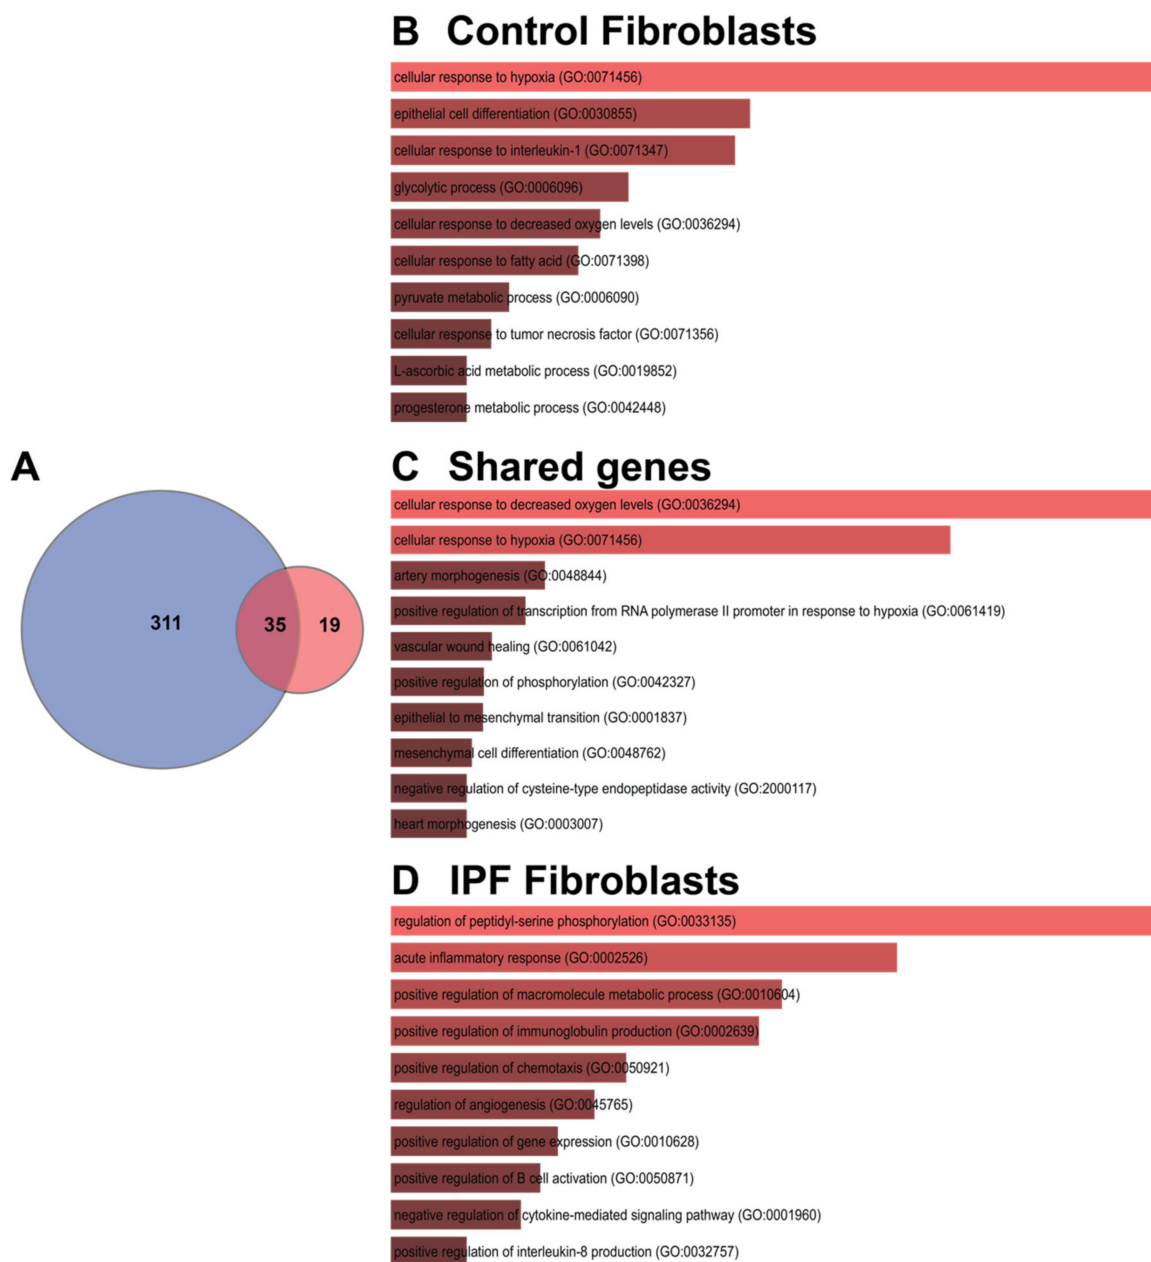 B Control Fibroblasts
cellular response to hypoxia (GO:0071456)
epithelial cell differentiation (GO:0030855)
cellular response to interleukin-1 (GO:0071347)
glycolytic process (GO:0006096)
cellular response to decreased oxygen levels (GO:0036294)
cellular response to fatty acid (GO:0071398)
pyruvate metabolic process (GO:0006090)
cellular response to tumor necrosis factor (GO:0071356)
L-ascorbic acid metabolic process (GO:0019852)
progesterone metabolic process (GO:0042448)
A
311
35
19
C Shared genes
cellular response to decreased oxygen levels (GO:0036294)
cellular response to hypoxia (GO:0071456)
artery morphogenesis (GO:0048844)
positive regulation of transcription from RNA polymerase II promoter in response to hypoxia (GO:0061419)
vascular wound healing (GO:0061042)
positive regulation of phosphorylation (GO:0042327)
epithelial to mesenchymal transition (GO:0001837)
mesenchymal cell differentiation (GO:0048762)
negative regulation of cysteine-type endopeptidase activity (GO:2000117)
heart morphogenesis (GO:0003007)
D IPF Fibroblasts
regulation of peptidyl-serine phosphorylation (GO:0033135)
acute inflammatory response (GO:0002526)
positive regulation of macromolecule metabolic process (GO:0010604)
positive regulation of immunoglobulin production (GO:0002639)
positive regulation of chemotaxis (GO:0050921)
regulation of angiogenesis (GO:0045765)
positive regulation of gene expression (GO:0010628)
positive regulation of B cell activation (GO:0050871)
negative regulation of cytokine-mediated signaling pathway (GO:0001960)
positive regulation of interleukin-8 production (GO:0032757)